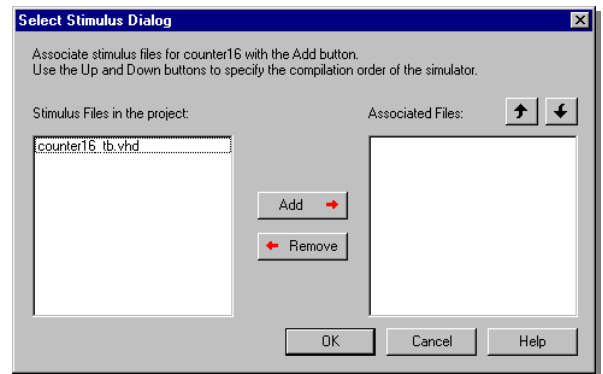 Select Stimulus Dialog
Associate stimulus files for counter16 with the Add button.
Use the Up and Down buttons to specify the compilation order of the simulator.
Stimulus Files in the project:
Associated Files:
counter16_tb.vhd
Add
Remove
OK
Cancel
Help